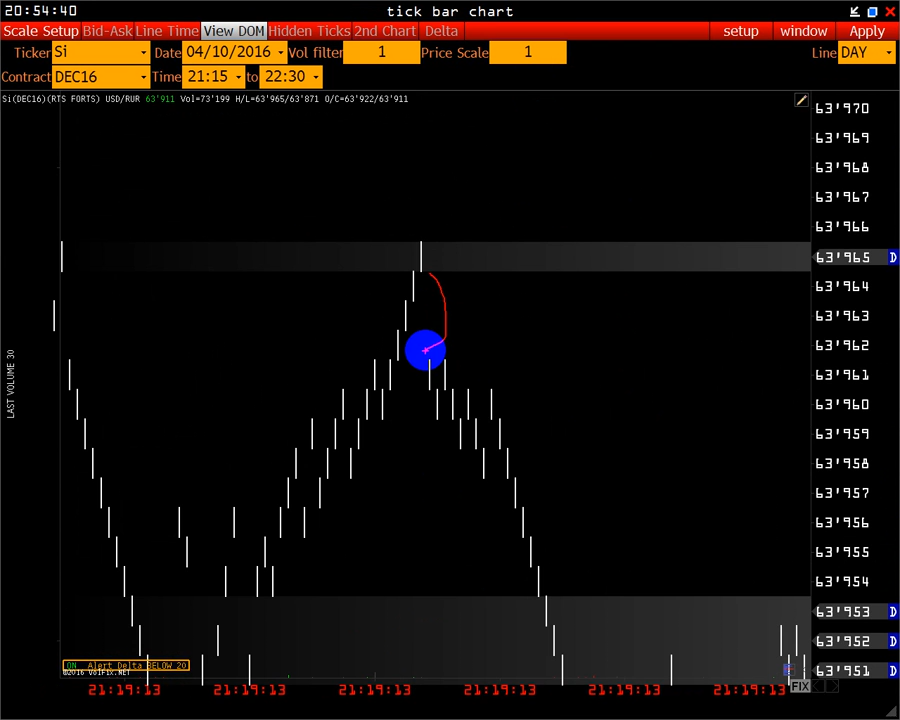 20:54:40 tick bar chart
Scale Setup Bid-Ask Line Time View DOM Hidden Ticks 2nd Chart Delta setup window Apply
Ticker Si Date 04/10/2016 Vol filter 1 Price Scale 1 Line DAY
Contract DEC16 Time 21:15 to 22:30
Si(DEC16)(RTS FORTS) USD/RUR 63'911 Vol=73'199 H/L=63'965/63'871 O/C=63'922/63'911
63'970
63'969
63'968
63'967
63'966
63'965 D
63'964
63'963
63'962
63'961
63'960
63'959
63'958
63'957
63'956
63'955
63'954
63'953 D
63'952 D
63'951 D
LAST VOLUME 30
ON Alert Delta BELOW 20
©2016 VolFix.NET
21:19:13 21:19:13 21:19:13 21:19:13 21:19:13 21:19:13 FIX